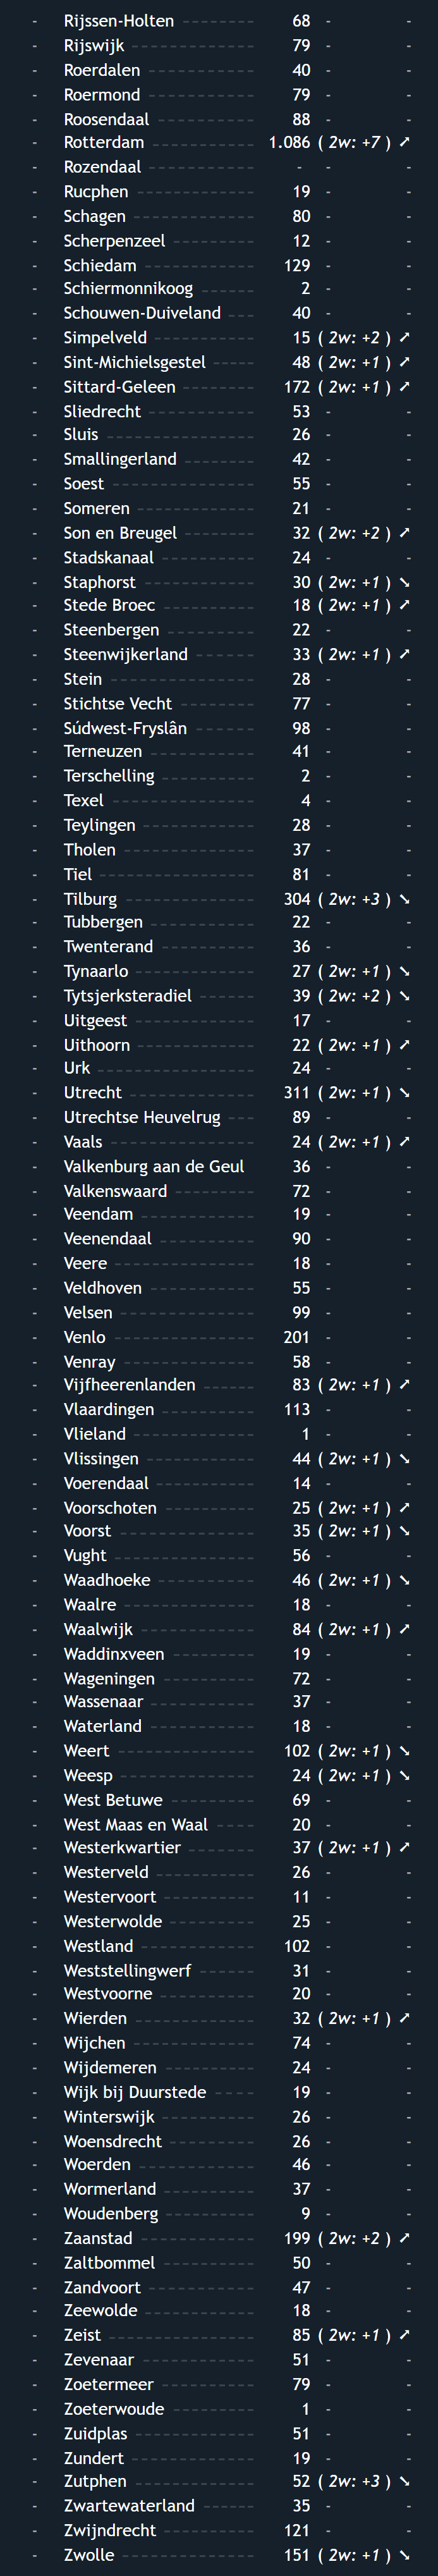 - Rijssen-Holten 68 - -
- Rijswijk 79 - -
- Roerdalen 40 - -
- Roermond 79 - -
- Roosendaal 88 - -
- Rotterdam 1.086 ( 2w: +7 ) ➚
- Rozendaal - - -
- Rucphen 19 - -
- Schagen 80 - -
- Scherpenzeel 12 - -
- Schiedam 129 - -
- Schiermonnikoog 2 - -
- Schouwen-Duiveland 40 - -
- Simpelveld 15 ( 2w: +2 ) ➚
- Sint-Michielsgestel 48 ( 2w: +1 ) ➚
- Sittard-Geleen 172 ( 2w: +1 ) ➚
- Sliedrecht 53 - -
- Sluis 26 - -
- Smallingerland 42 - -
- Soest 55 - -
- Someren 21 - -
- Son en Breugel 32 ( 2w: +2 ) ➚
- Stadskanaal 24 - -
- Staphorst 30 ( 2w: +1 ) ➘
- Stede Broec 18 ( 2w: +1 ) ➚
- Steenbergen 22 - -
- Steenwijkerland 33 ( 2w: +1 ) ➚
- Stein 28 - -
- Stichtse Vecht 77 - -
- Súdwest-Fryslân 98 - -
- Terneuzen 41 - -
- Terschelling 2 - -
- Texel 4 - -
- Teylingen 28 - -
- Tholen 37 - -
- Tiel 81 - -
- Tilburg 304 ( 2w: +3 ) ➘
- Tubbergen 22 - -
- Twenterand 36 - -
- Tynaarlo 27 ( 2w: +1 ) ➘
- Tytsjerksteradiel 39 ( 2w: +2 ) ➘
- Uitgeest 17 - -
- Uithoorn 22 ( 2w: +1 ) ➚
- Urk 24 - -
- Utrecht 311 ( 2w: +1 ) ➘
- Utrechtse Heuvelrug 89 - -
- Vaals 24 ( 2w: +1 ) ➚
- Valkenburg aan de Geul 36 - -
- Valkenswaard 72 - -
- Veendam 19 - -
- Veenendaal 90 - -
- Veere 18 - -
- Veldhoven 55 - -
- Velsen 99 - -
- Venlo 201 - -
- Venray 58 - -
- Vijfheerenlanden 83 ( 2w: +1 ) ➚
- Vlaardingen 113 - -
- Vlieland 1 - -
- Vlissingen 44 ( 2w: +1 ) ➘
- Voerendaal 14 - -
- Voorschoten 25 ( 2w: +1 ) ➚
- Voorst 35 ( 2w: +1 ) ➘
- Vught 56 - -
- Waadhoeke 46 ( 2w: +1 ) ➘
- Waalre 18 - -
- Waalwijk 84 ( 2w: +1 ) ➚
- Waddinxveen 19 - -
- Wageningen 72 - -
- Wassenaar 37 - -
- Waterland 18 - -
- Weert 102 ( 2w: +1 ) ➘
- Weesp 24 ( 2w: +1 ) ➘
- West Betuwe 69 - -
- West Maas en Waal 20 - -
- Westerkwartier 37 ( 2w: +1 ) ➚
- Westerveld 26 - -
- Westervoort 11 - -
- Westerwolde 25 - -
- Westland 102 - -
- Weststellingwerf 31 - -
- Westvoorne 20 - -
- Wierden 32 ( 2w: +1 ) ➚
- Wijchen 74 - -
- Wijdemeren 24 - -
- Wijk bij Duurstede 19 - -
- Winterswijk 26 - -
- Woensdrecht 26 - -
- Woerden 46 - -
- Wormerland 37 - -
- Woudenberg 9 - -
- Zaanstad 199 ( 2w: +2 ) ➚
- Zaltbommel 50 - -
- Zandvoort 47 - -
- Zeewolde 18 - -
- Zeist 85 ( 2w: +1 ) ➚
- Zevenaar 51 - -
- Zoetermeer 79 - -
- Zoeterwoude 1 - -
- Zuidplas 51 - -
- Zundert 19 - -
- Zutphen 52 ( 2w: +3 ) ➘
- Zwartewaterland 35 - -
- Zwijndrecht 121 - -
- Zwolle 151 ( 2w: +1 ) ➘